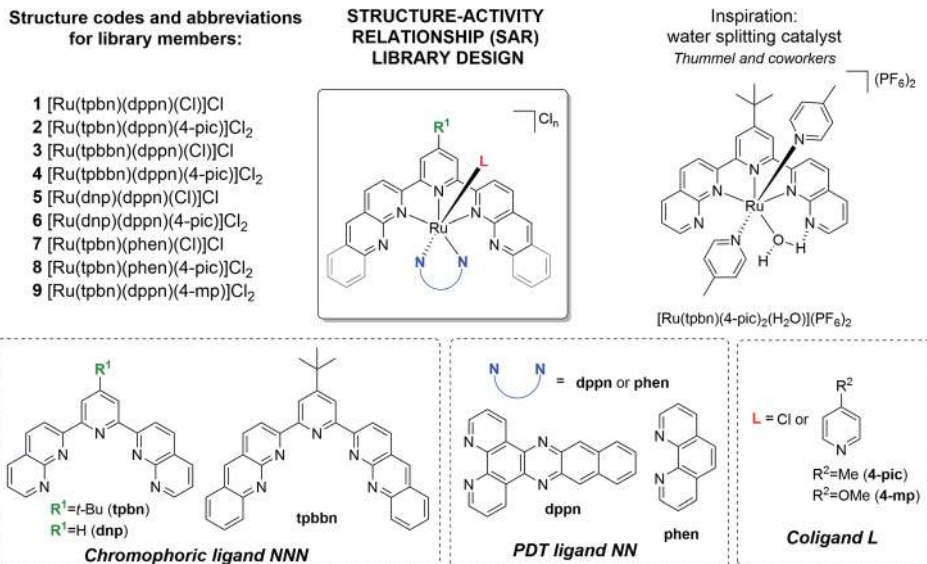 Structure codes and abbreviations
for library members:
1 [Ru(tpbn)(dppn)(Cl)]Cl
2 [Ru(tpbn)(dppn)(4-pic)]Cl2
3 [Ru(tpbbn)(dppn)(Cl)]Cl
4 [Ru(tpbbn)(dppn)(4-pic)]Cl2
5 [Ru(dnp)(dppn)(Cl)]Cl
6 [Ru(dnp)(dppn)(4-pic)]Cl2
7 [Ru(tpbn)(phen)(Cl)]Cl
8 [Ru(tpbn)(phen)(4-pic)]Cl2
9 [Ru(tpbn)(dppn)(4-mp)]Cl2
STRUCTURE-ACTIVITY
RELATIONSHIP (SAR)
LIBRARY DESIGN
Cln
R1
L
N
N
N
Ru
N
N
N
N
Inspiration:
water splitting catalyst
Thummel and coworkers
(PF6)2
N
N
N
N
Ru
N
N
N
O
H
H
[Ru(tpbn)(4-pic)2(H2O)](PF6)2
R1
N
N
N
N
N
R1=t-Bu (tpbn)
R1=H (dnp)
N
N
N
N
N
tpbbn
Chromophoric ligand NNN
N N = dppn or phen
N
N
N
N
dppn
N
N
phen
PDT ligand NN
R2
L = Cl or
N
R2=Me (4-pic)
R2=OMe (4-mp)
Coligand L